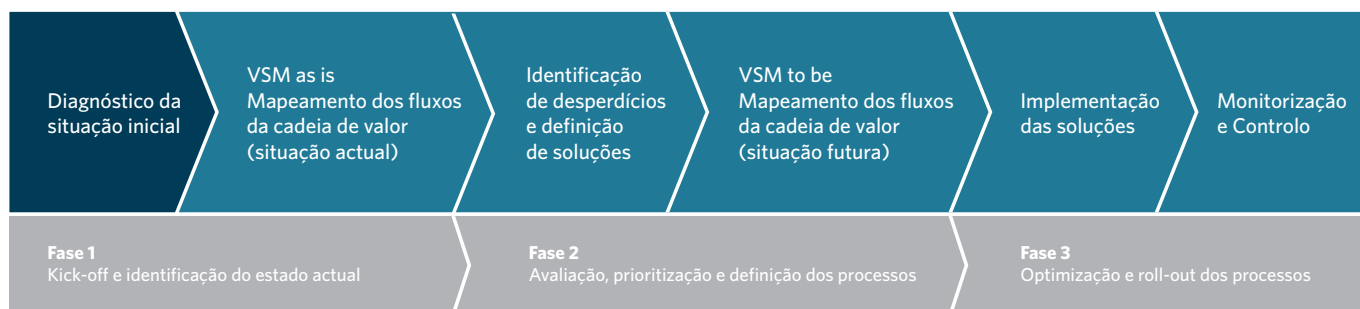 Diagnóstico da
situação inicial
VSM as is
Mapeamento dos fluxos
da cadeia de valor
(situação actual)
Identificação
de desperdícios
e definição
de soluções
VSM to be
Mapeamento dos fluxos
da cadeia de valor
(situação futura)
Implementação
das soluções
Monitorização
e Controlo
Fase 1
Kick-off e identificação do estado actual
Fase 2
Avaliação, prioritização e definição dos processos
Fase 3
Optimização e roll-out dos processos